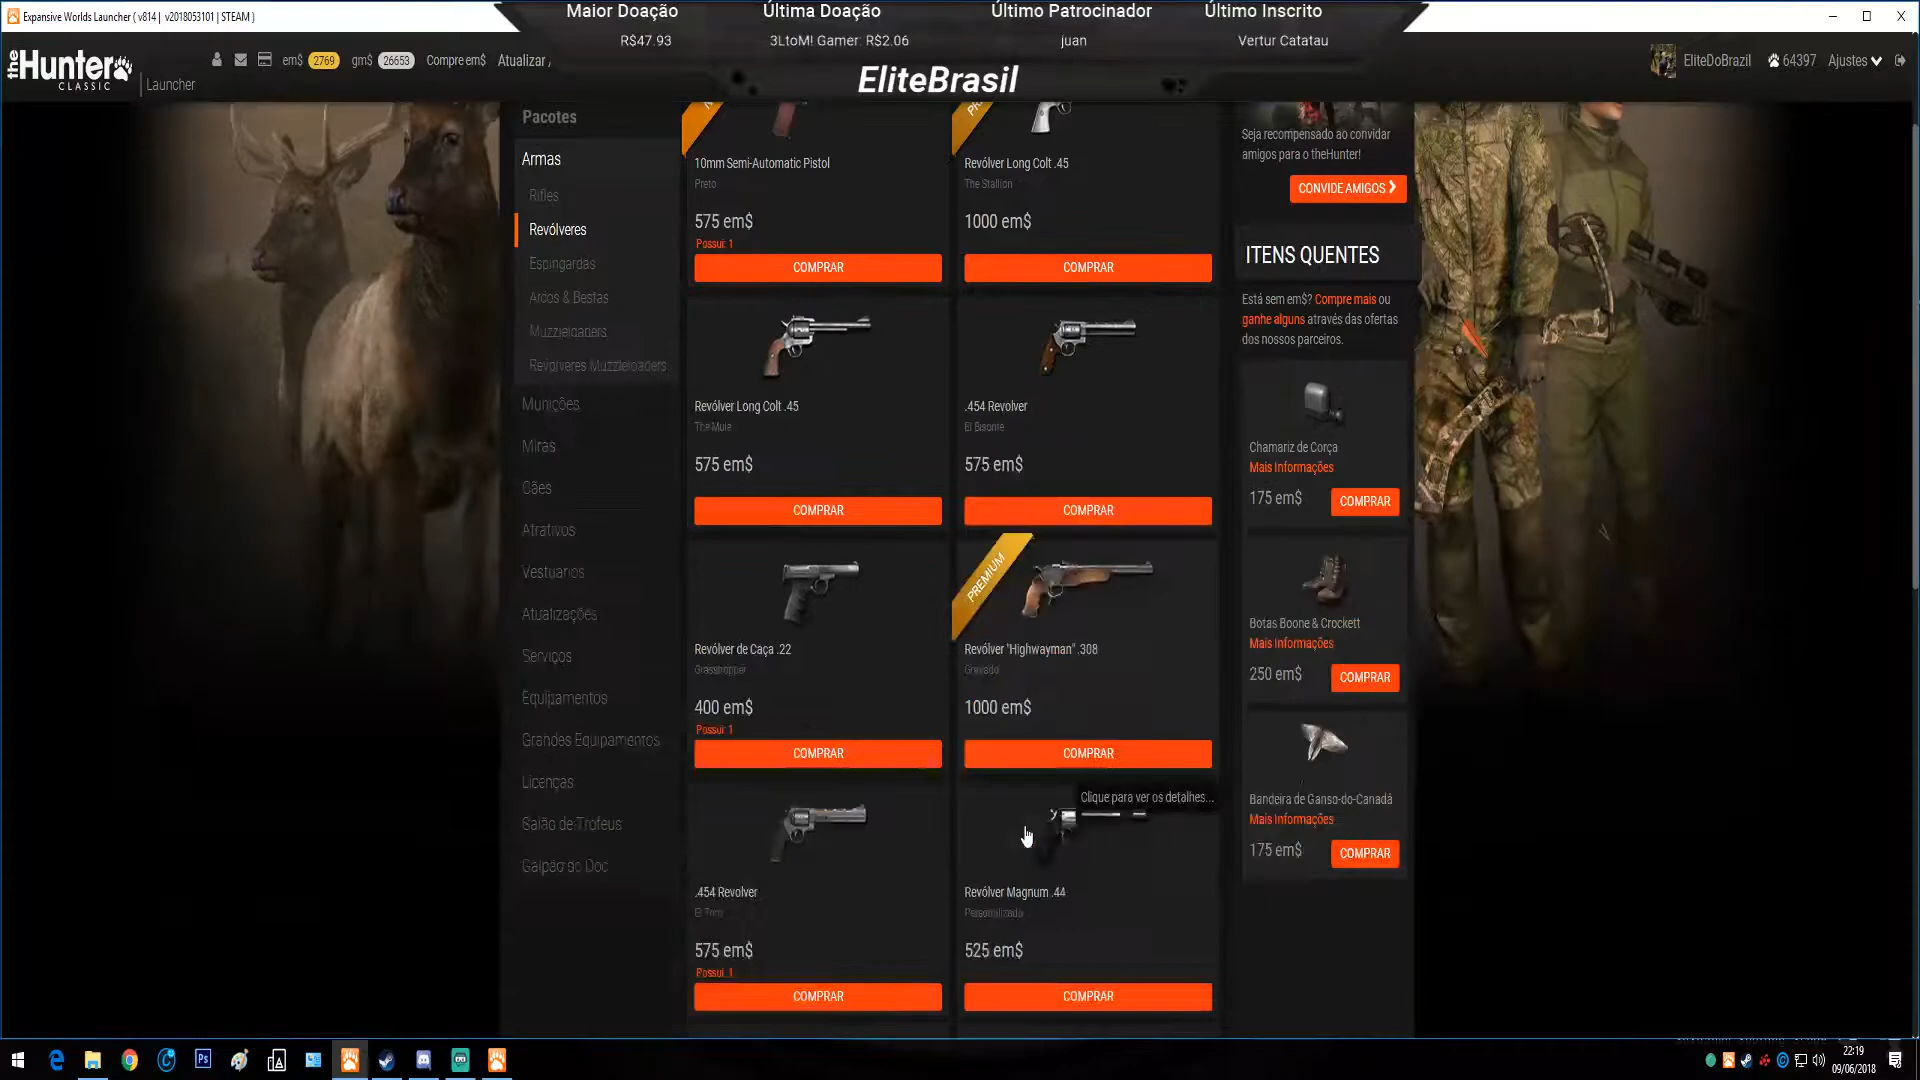 Expansive Worlds Launcher ( v814 | v2018053101 | STEAM )
Maior Doação
Última Doação
Último Patrocinador
Último Inscrito
R$47.93
3LtoM! Gamer: R$2.06
juan
Vertur Catatau
EliteBrasil
theHunter
CLASSIC
Launcher
em$ 2769
gm$ 26653
Compre em$
Atualizar
EliteDoBrazil
64397
Ajustes
Pacotes
Armas
Rifles
Revólveres
Espingardas
Arcos & Bestas
Muzzleloaders
Revolveres Muzzleloaders
Munições
Miras
Cães
Atrativos
Vestuários
Atualizações
Serviços
Equipamentos
Grandes Equipamentos
Licenças
Salão de Troféus
Galpão do Doc
10mm Semi-Automatic Pistol
Preto
575 em$
Possui: 1
COMPRAR
Revólver Long Colt .45
The Stallion
1000 em$
COMPRAR
Revólver Long Colt .45
The Mule
575 em$
COMPRAR
.454 Revolver
El Bisonte
575 em$
COMPRAR
Revólver de Caça .22
Grasshopper
400 em$
Possui: 1
COMPRAR
PREMIUM
Revólver "Highwayman" .308
Gravado
1000 em$
COMPRAR
.454 Revolver
El Toro
575 em$
Possui: 1
COMPRAR
Clique para ver os detalhes...
Revólver Magnum .44
Personalizado
525 em$
COMPRAR
Seja recompensado ao convidar
amigos para o theHunter!
CONVIDE AMIGOS
ITENS QUENTES
Está sem em$? Compre mais ou
ganhe alguns através das ofertas
dos nossos parceiros.
Chamariz de Corça
Mais Informações
175 em$
COMPRAR
Botas Boone & Crockett
Mais Informações
250 em$
COMPRAR
Bandeira de Ganso-do-Canadá
Mais Informações
175 em$
COMPRAR
22:19
09/06/2018